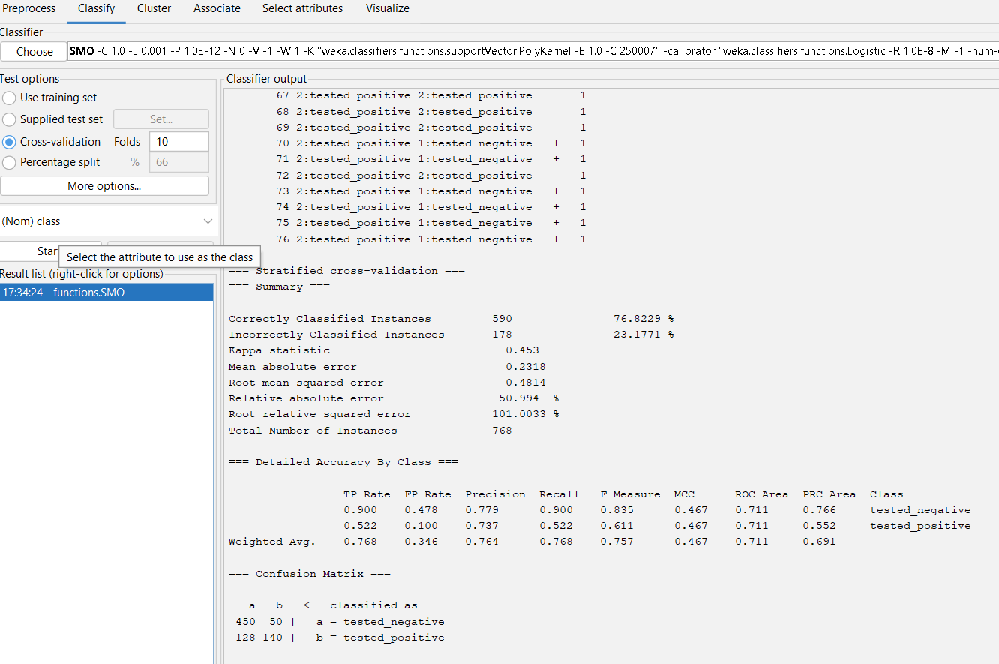 Preprocess Classify Cluster Associate Select attributes Visualize
Classifier
Choose SMO -C 1.0 -L 0.001 -P 1.0E-12 -N 0 -V -1 -W 1 -K "weka.classifiers.functions.supportVector.PolyKernel -E 1.0 -C 250007" -calibrator "weka.classifiers.functions.Logistic -R 1.0E-8 -M -1 -num-
Test options
Use training set
Supplied test set Set...
Cross-validation Folds 10
Percentage split % 66
More options...
(Nom) class
Start
Select the attribute to use as the class
Result list (right-click for options)
17:34:24 - functions.SMO
Classifier output
67 2:tested_positive 2:tested_positive 1
68 2:tested_positive 2:tested_positive 1
69 2:tested_positive 2:tested_positive 1
70 2:tested_positive 1:tested_negative + 1
71 2:tested_positive 1:tested_negative + 1
72 2:tested_positive 2:tested_positive 1
73 2:tested_positive 1:tested_negative + 1
74 2:tested_positive 1:tested_negative + 1
75 2:tested_positive 1:tested_negative + 1
76 2:tested_positive 1:tested_negative + 1
=== Stratified cross-validation ===
=== Summary ===
Correctly Classified Instances 590 76.8229 %
Incorrectly Classified Instances 178 23.1771 %
Kappa statistic 0.453
Mean absolute error 0.2318
Root mean squared error 0.4814
Relative absolute error 50.994 %
Root relative squared error 101.0033 %
Total Number of Instances 768
=== Detailed Accuracy By Class ===
TP Rate FP Rate Precision Recall F-Measure MCC ROC Area PRC Area Class
0.900 0.478 0.779 0.900 0.835 0.467 0.711 0.766 tested_negative
0.522 0.100 0.737 0.522 0.611 0.467 0.711 0.552 tested_positive
Weighted Avg. 0.768 0.346 0.764 0.768 0.757 0.467 0.711 0.691
=== Confusion Matrix ===
a b <-- classified as
450 50 | a = tested_negative
128 140 | b = tested_positive